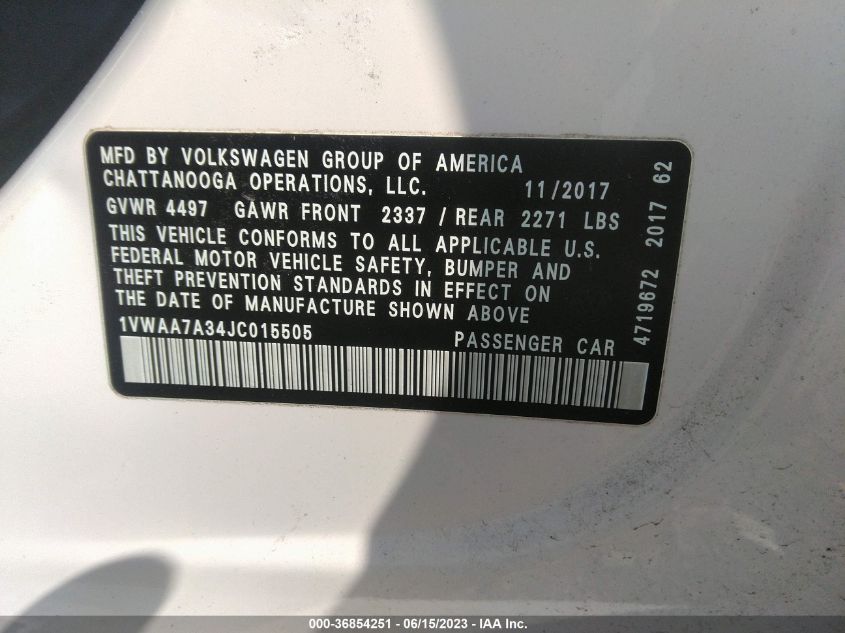 MFD BY VOLKSWAGEN GROUP OF AMERICA
CHATTANOOGA OPERATIONS, LLC. 11/2017
GVWR 4497 GAWR FRONT 2337 / REAR 2271 LBS
THIS VEHICLE CONFORMS TO ALL APPLICABLE U.S.
FEDERAL MOTOR VEHICLE SAFETY, BUMPER AND
THEFT PREVENTION STANDARDS IN EFFECT ON
THE DATE OF MANUFACTURE SHOWN ABOVE
1VWAA7A34JC015505 PASSENGER CAR
4719672 2017 62
000-36854251 - 06/15/2023 - IAA Inc.